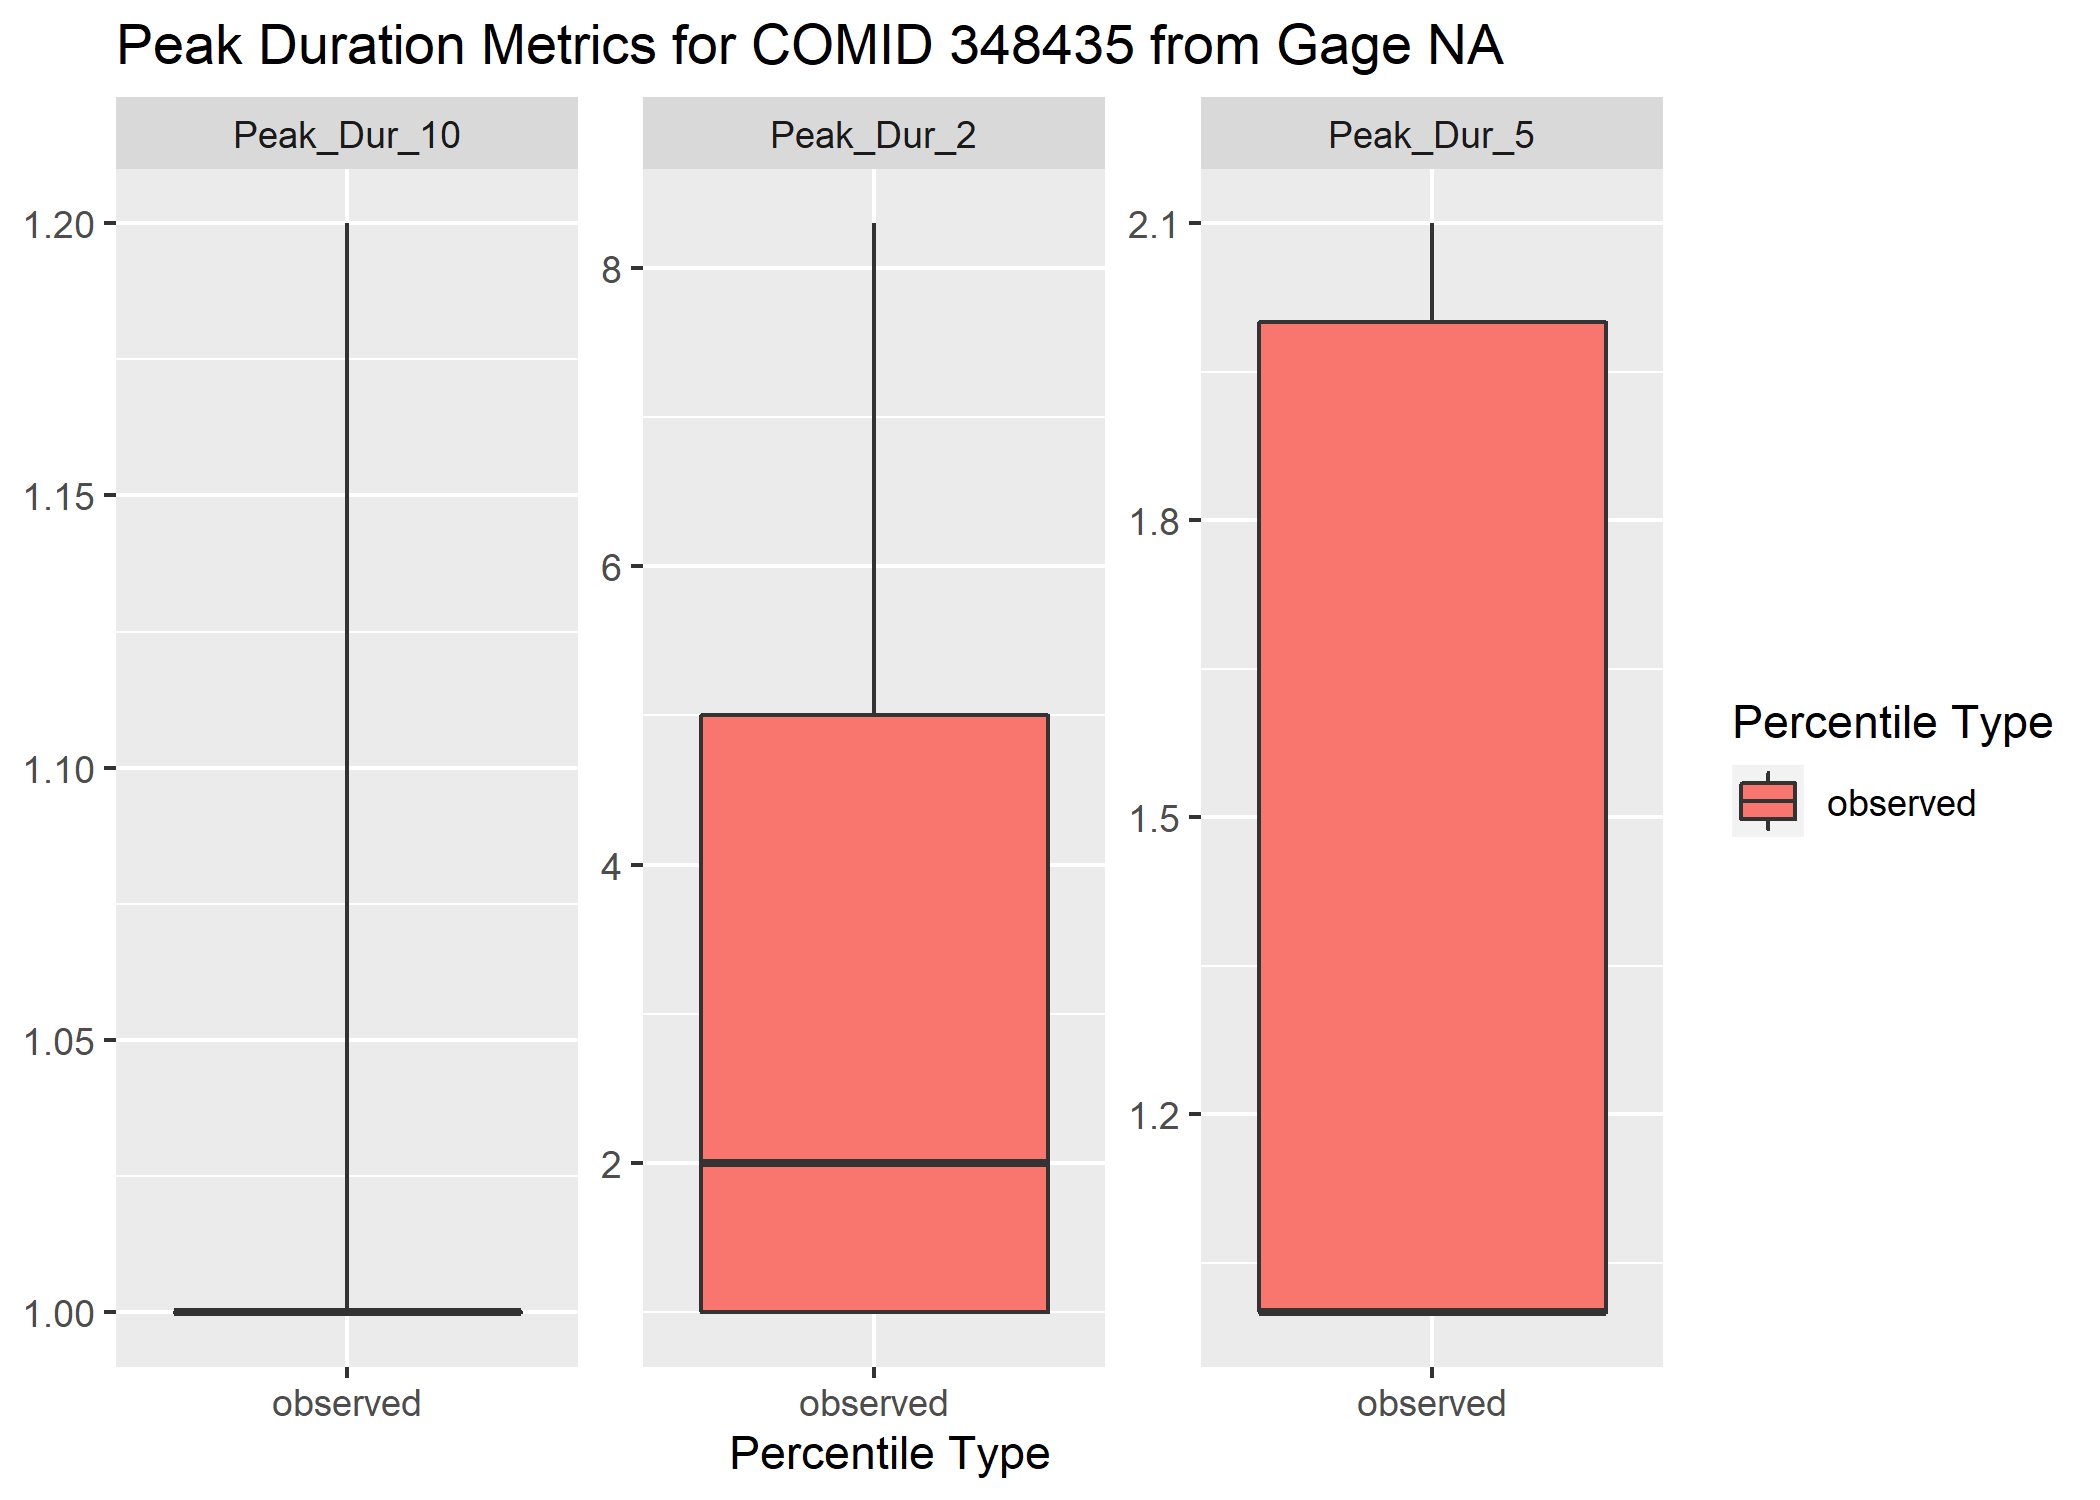 Peak Duration Metrics for COMID 348435 from Gage NA
Peak_Dur_10
Peak_Dur_2
Peak_Dur_5
1.20
1.15
1.10
1.05
1.00
8
6
4
2
2.1
1.8
1.5
1.2
observed
observed
observed
Percentile Type
Percentile Type
observed